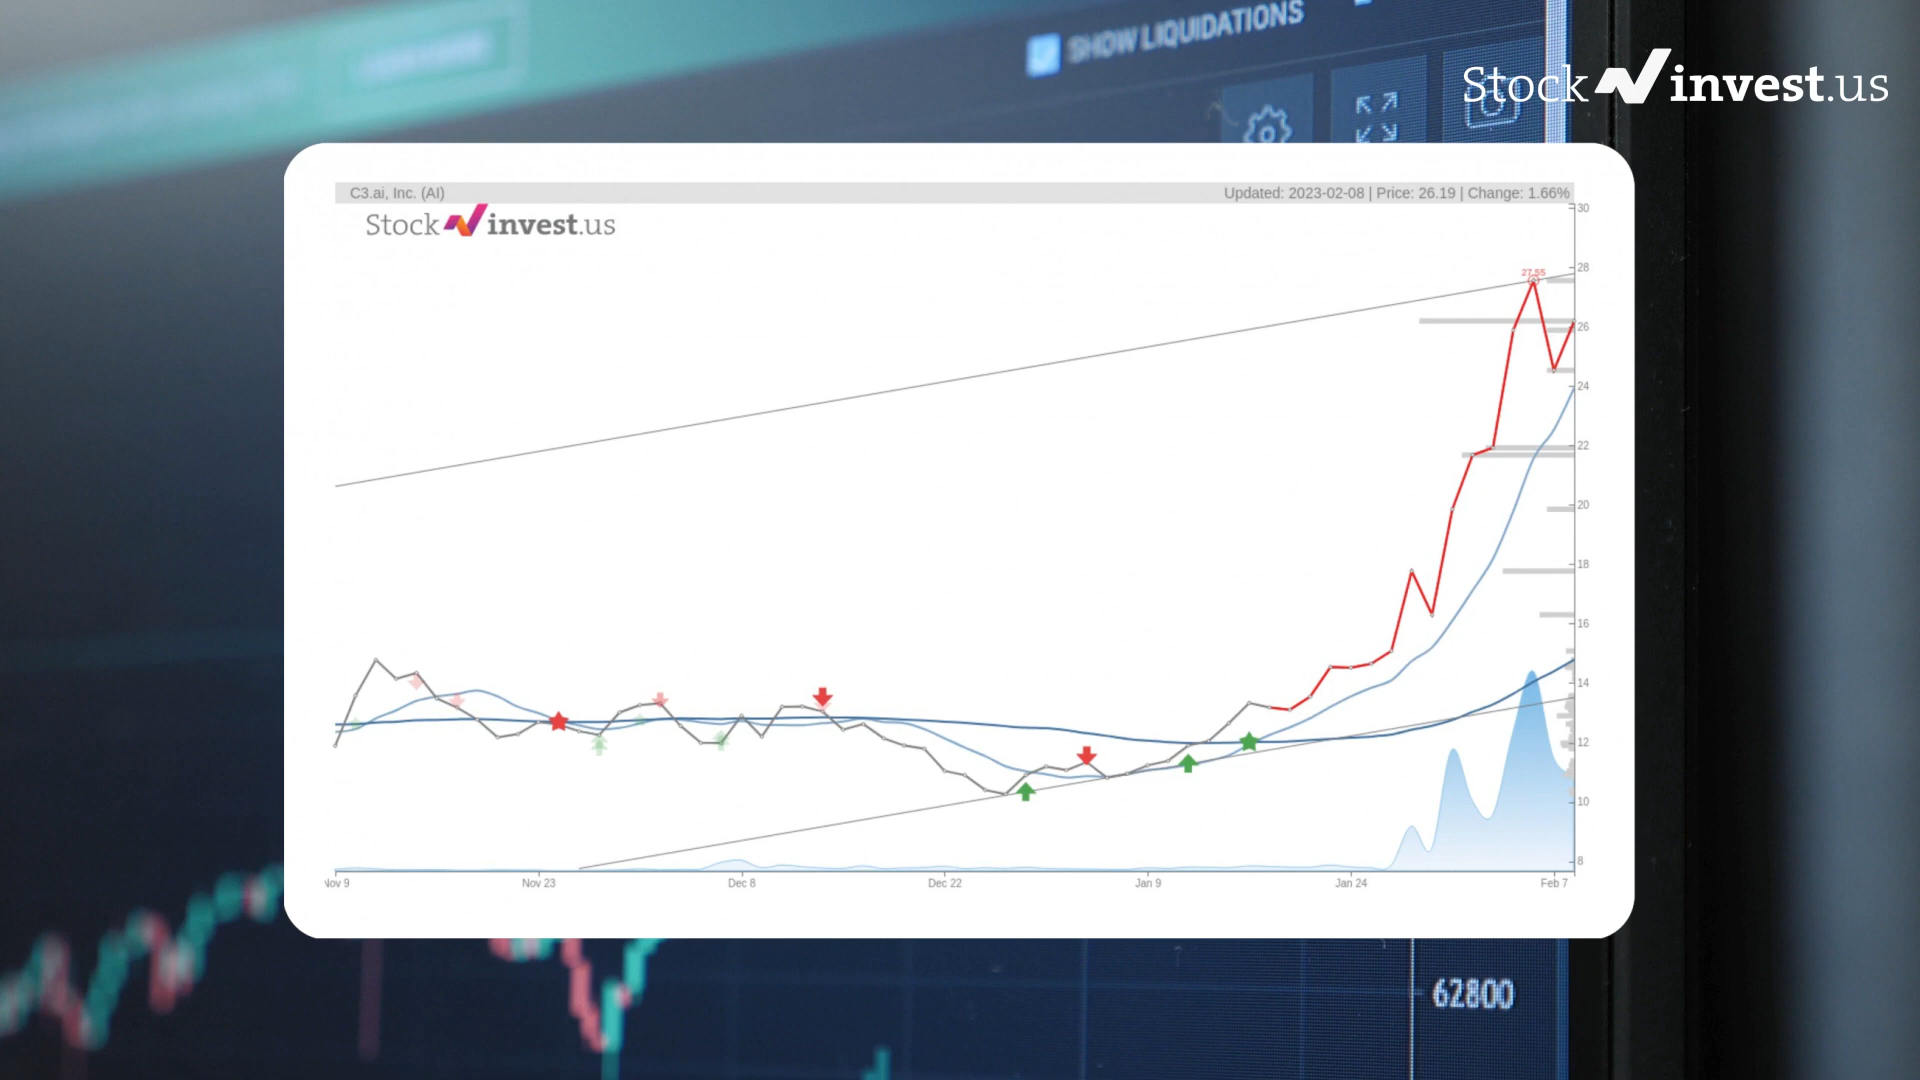 SHOW LIQUIDATIONS
Stock invest.us
C3.ai, Inc. (AI)
Updated: 2023-02-08 | Price: 26.19 | Change: 1.66%
Stock invest.us
30
27.55
28
26
24
22
20
18
16
14
12
10
8
Nov 9
Nov 23
Dec 8
Dec 22
Jan 9
Jan 24
Feb 7
62800